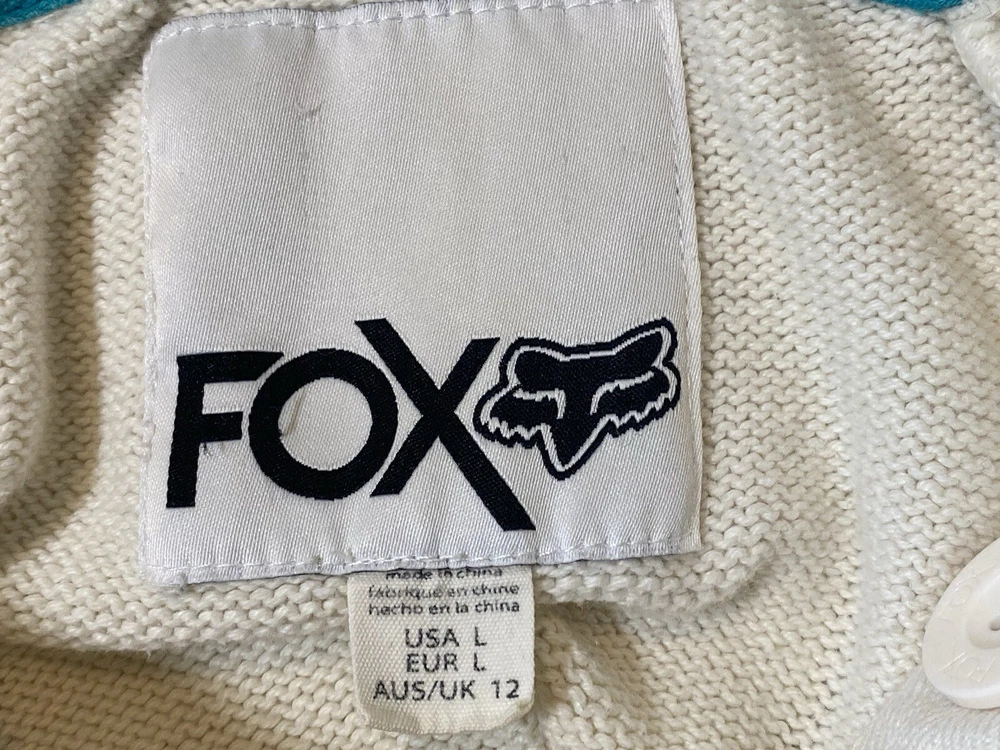 FOX
made in china
fabriqué en chine
hecho en la china
USA L
EUR L
AUS/UK 12